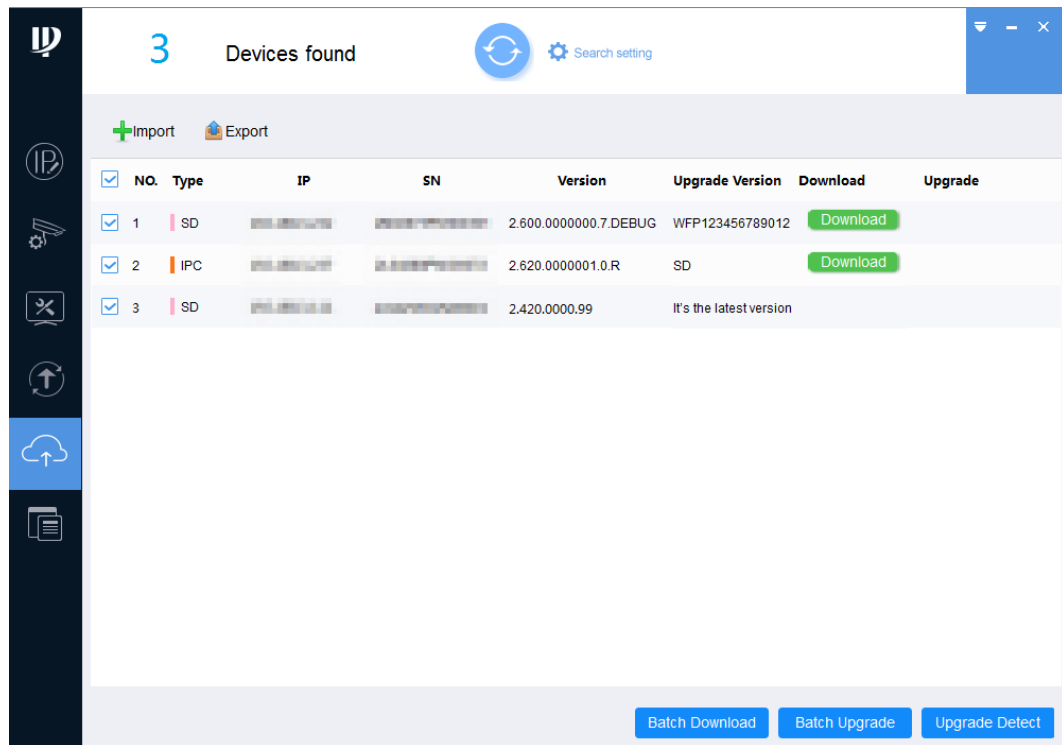 3 Devices found Search setting
Import Export
NO. Type IP SN Version Upgrade Version Download Upgrade
1 SD 2.600.0000000.7.DEBUG WFP123456789012 Download
2 IPC 2.620.0000001.0.R SD Download
3 SD 2.420.0000.99 It's the latest version
Batch Download Batch Upgrade Upgrade Detect